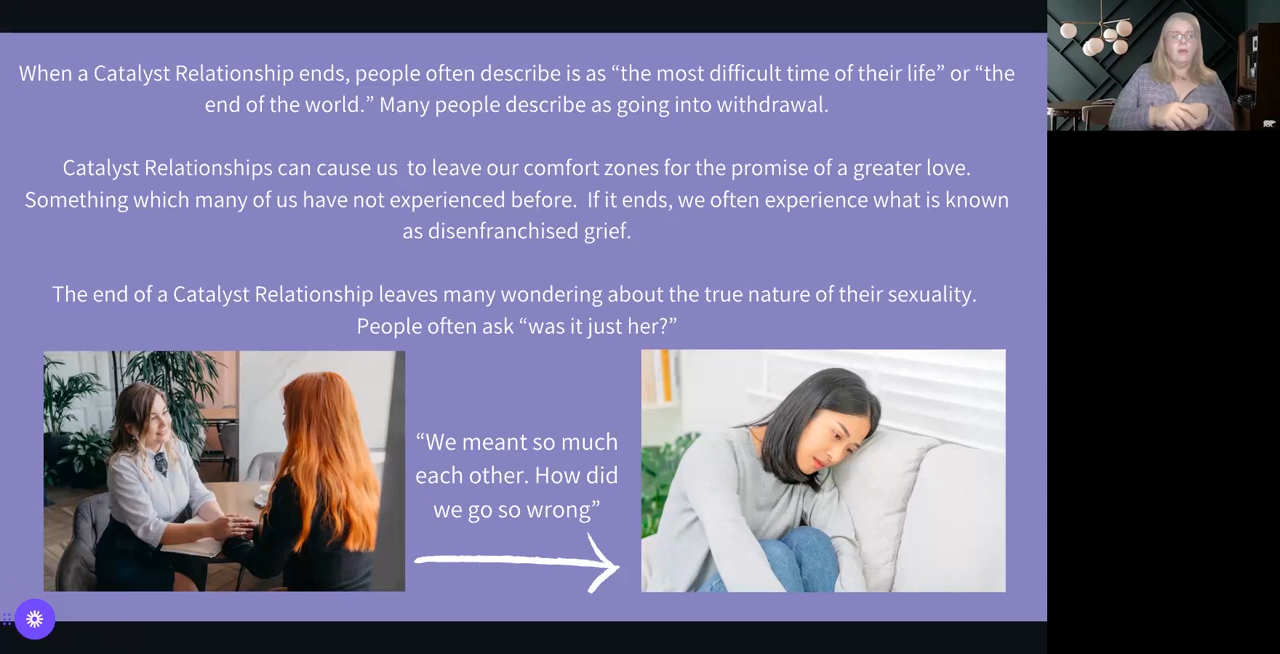 When a Catalyst Relationship ends, people often describe is as “the most difficult time of their life” or “the
end of the world.” Many people describe as going into withdrawal.
Catalyst Relationships can cause us to leave our comfort zones for the promise of a greater love.
Something which many of us have not experienced before. If it ends, we often experience what is known
as disenfranchised grief.
The end of a Catalyst Relationship leaves many wondering about the true nature of their sexuality.
People often ask “was it just her?”
“We meant so much
each other. How did
we go so wrong”